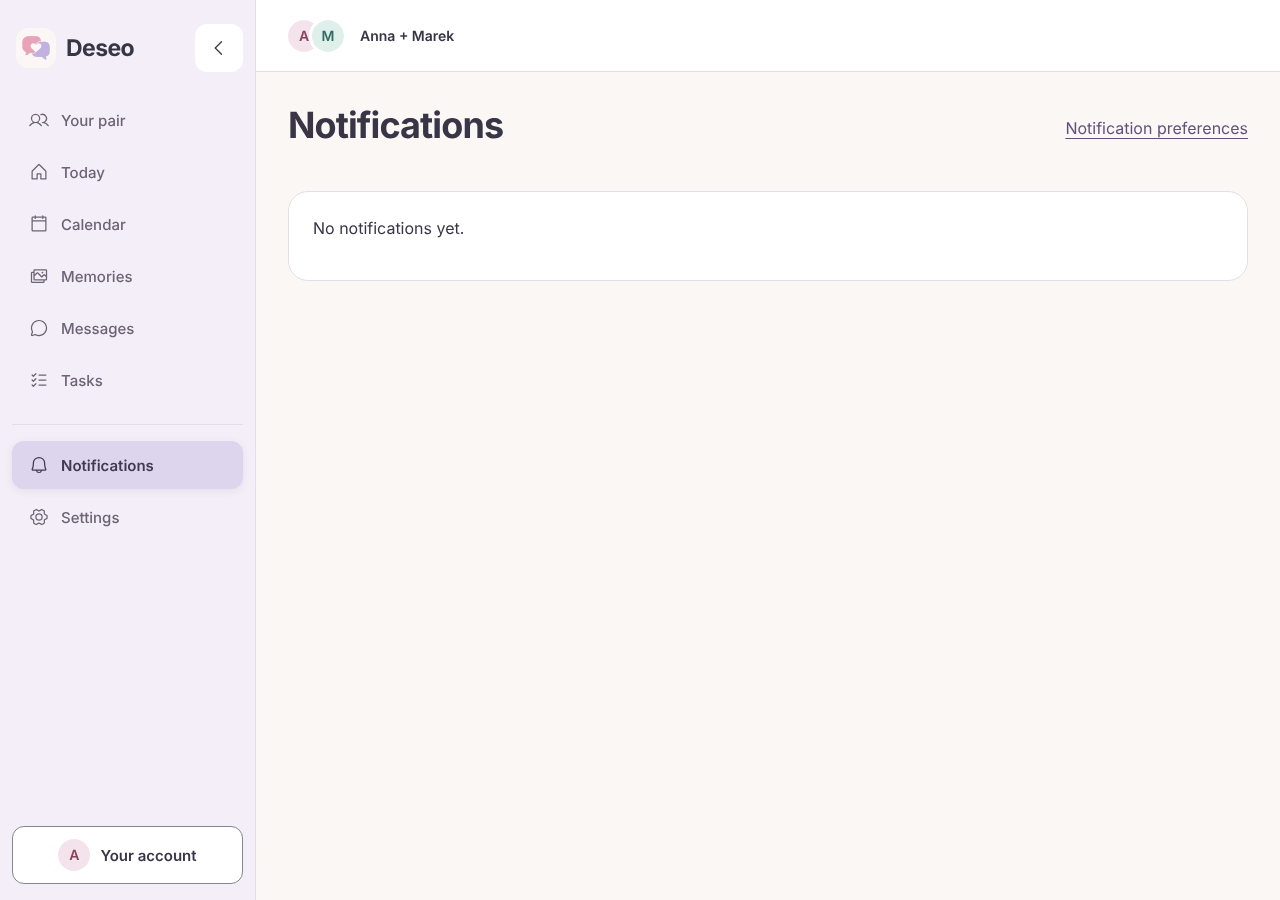 Deseo
Your pair
Today
Calendar
Memories
Messages
Tasks
Notifications
Settings
A Your account
A M Anna + Marek
Notifications
Notification preferences
No notifications yet.